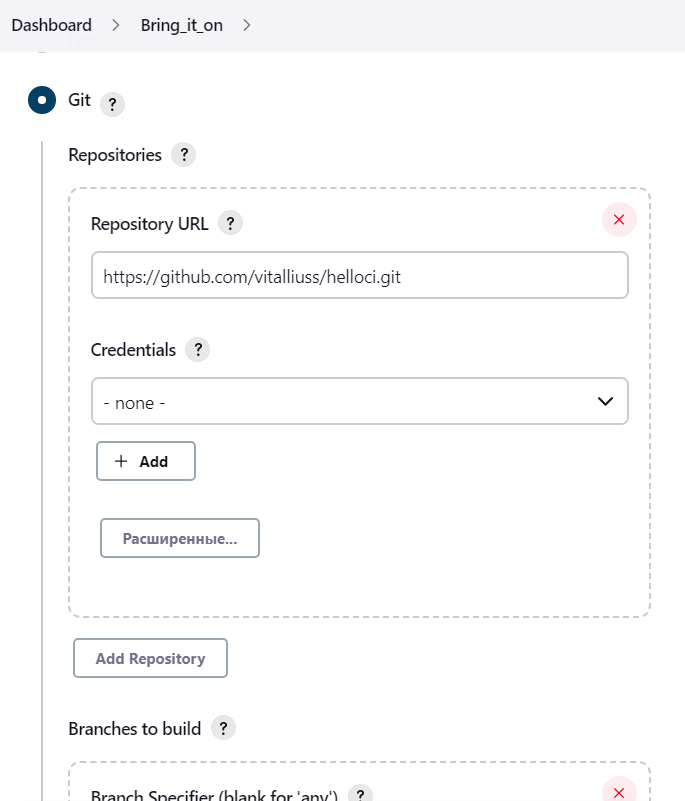 Dashboard > Bring_it_on >
Git ?
Repositories ?
Repository URL ?
https://github.com/vitalliuss/helloci.git
Credentials ?
- none -
+ Add
Расширенные...
Add Repository
Branches to build ?
Branch Specifier (blank for 'any') ?